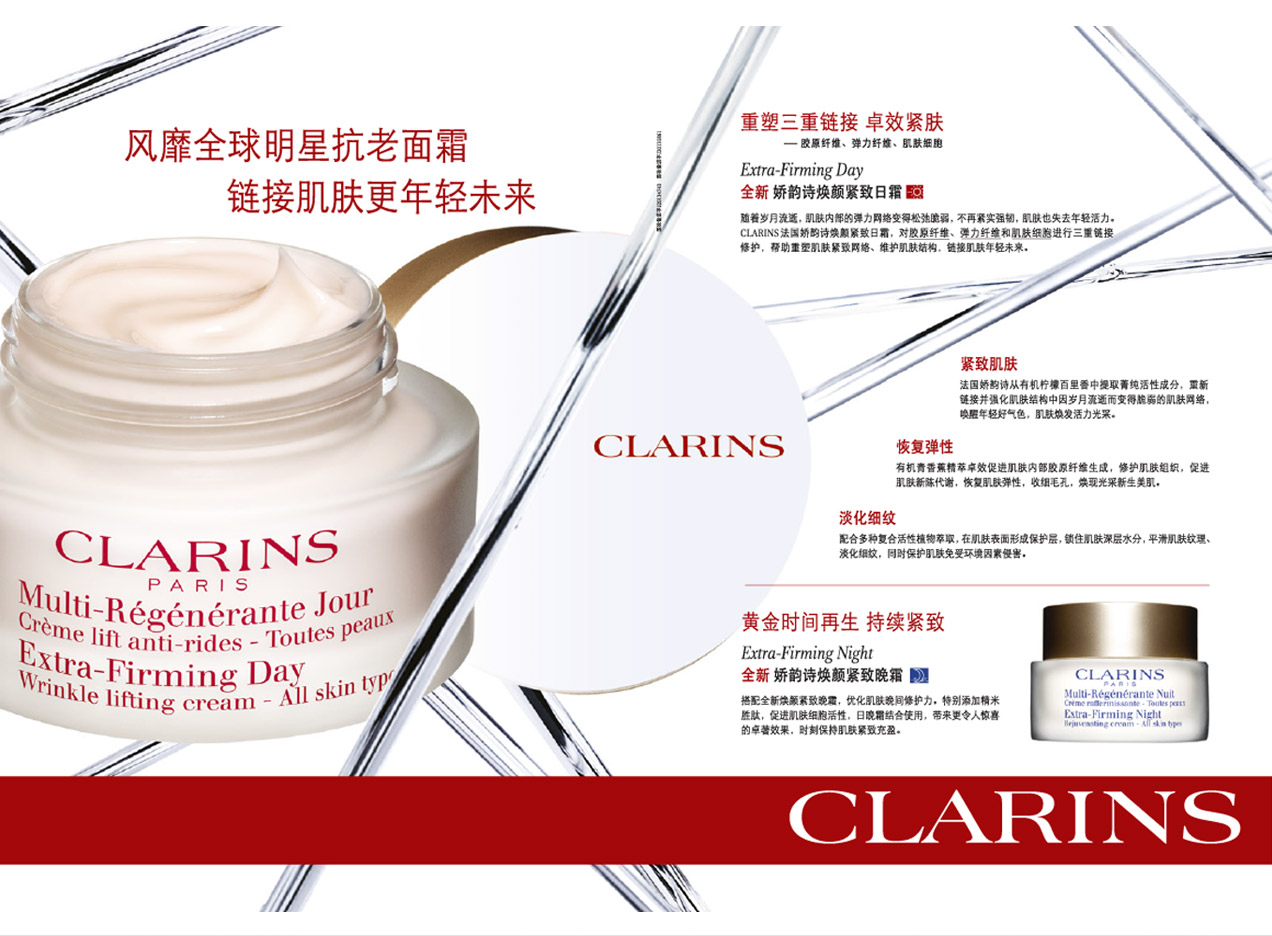 风靡全球明星抗老面霜
链接肌肤更年轻未来
CLARINS
PARIS
Multi-Régénérante Jour
Crème lift anti-rides - Toutes peaux
Extra-Firming Day
Wrinkle lifting cream - All skin type
CLARINS
重塑三重链接 卓效紧肤
— 胶原纤维、弹力纤维、肌肤细胞
Extra-Firming Day
全新 娇韵诗焕颜紧致日霜
随着岁月流逝，肌肤内部的弹力网络变得松弛脆弱，不再紧实强韧，肌肤也失去年轻活力。
CLARINS法国娇韵诗焕颜紧致日霜，对胶原纤维、弹力纤维和肌肤细胞进行三重链接
修护，帮助重塑肌肤紧致网络、维护肌肤结构，链接肌肤年轻未来。
紧致肌肤
法国娇韵诗从有机柠檬百里香中提取菁纯活性成分，重新
链接并强化肌肤结构中因岁月流逝而变得脆弱的肌肤网络，
唤醒年轻好气色，肌肤焕发活力光采。
恢复弹性
有机青香蕉精萃卓效促进肌肤内部胶原纤维生成，修护肌肤组织，促进
肌肤新陈代谢，恢复肌肤弹性，收细毛孔，焕现光采新生美肌。
淡化细纹
配合多种复合活性植物萃取，在肌肤表面形成保护层，锁住肌肤深层水分，平滑肌肤纹理、
淡化细纹，同时保护肌肤免受环境因素侵害。
黄金时间再生 持续紧致
Extra-Firming Night
全新 娇韵诗焕颜紧致晚霜
搭配全新焕颜紧致晚霜，优化肌肤晚间修护力。特别添加精米
胜肽，促进肌肤细胞活性，日晚霜结合使用，带来更令人惊喜
的卓著效果，时刻保持肌肤紧致充盈。
CLARINS
PARIS
Multi-Régénérante Nuit
Crème raffermissante - Toutes peaux
Extra-Firming Night
Rejuvenating cream - All skin types
CLARINS